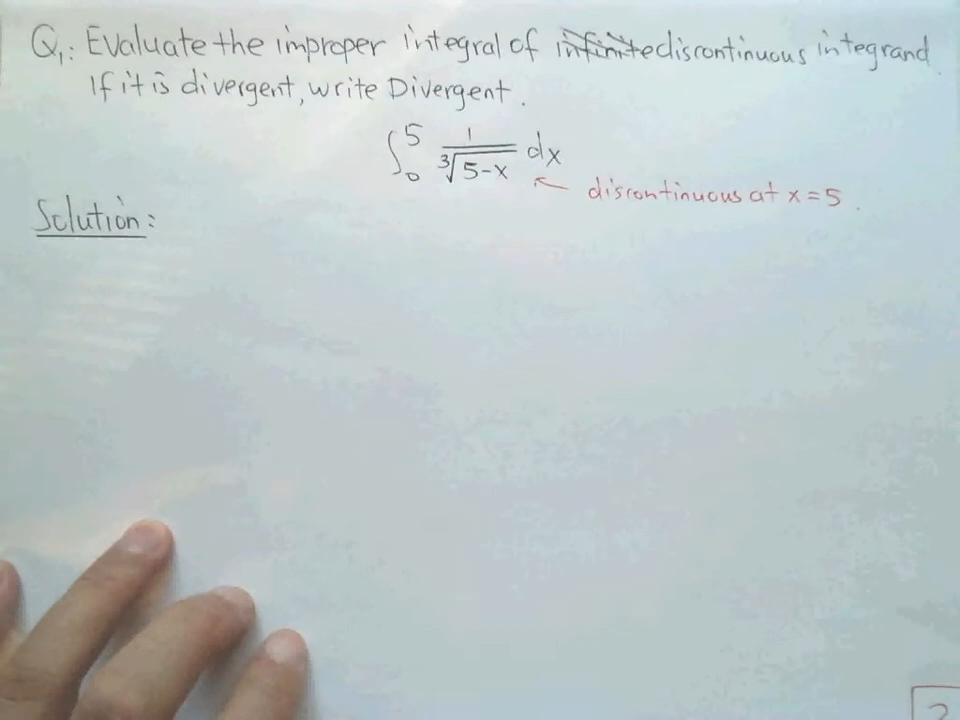 Q1: Evaluate the improper integral of infinite discontinuous integrand.
If it is divergent, write Divergent.
∫₀⁵ 1/∛(5-x) dx
discontinuous at x=5.
Solution: